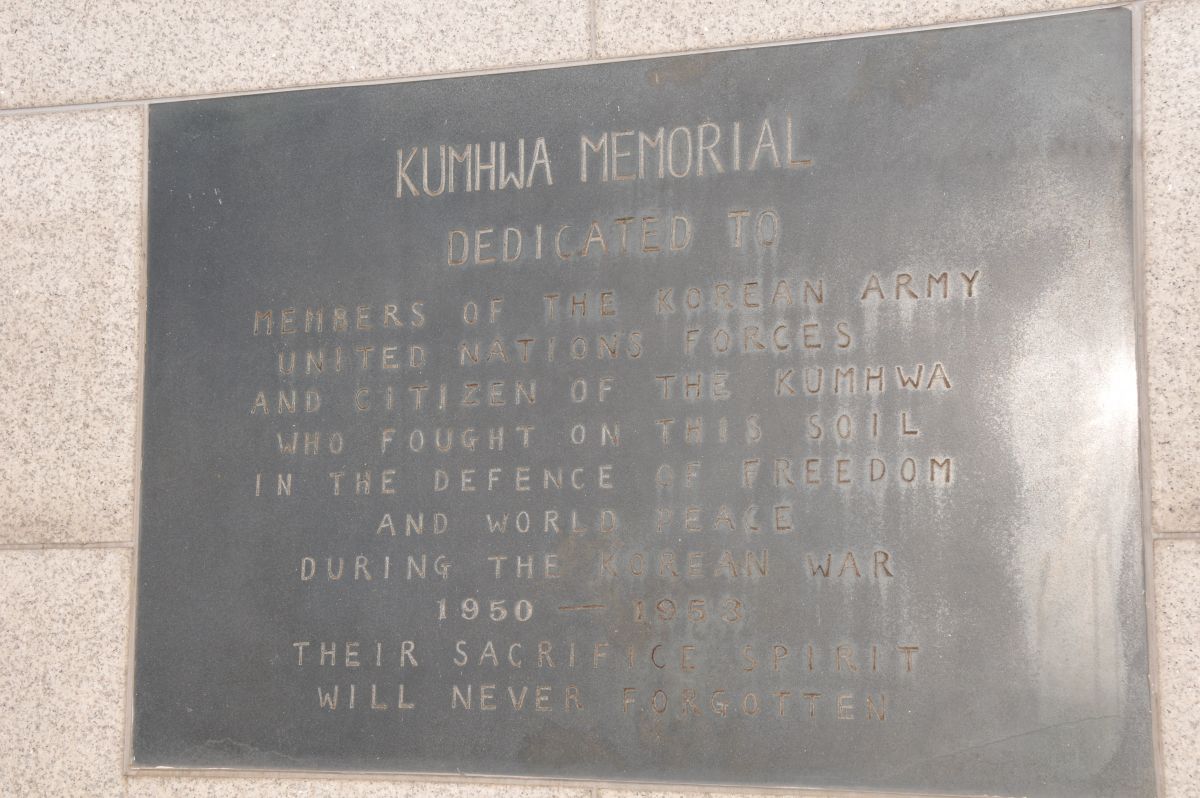 KUMHWA MEMORIAL
DEDICATED TO
MEMBERS OF THE KOREAN ARMY
UNITED NATIONS FORCES
AND CITIZEN OF THE KUMHWA
WHO FOUGHT ON THIS SOIL
IN THE DEFENCE OF FREEDOM
AND WORLD PEACE
DURING THE KOREAN WAR
1950 — 1953
THEIR SACRIFICE SPIRIT
WILL NEVER FORGOTTEN